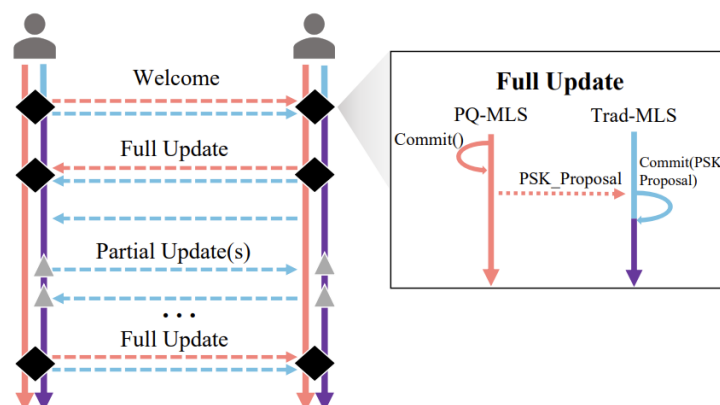 Welcome
Full Update
Partial Update(s)
...
Full Update
Full Update
PQ-MLS
Trad-MLS
Commit()
PSK_Proposal
Commit(PSK
Proposal)